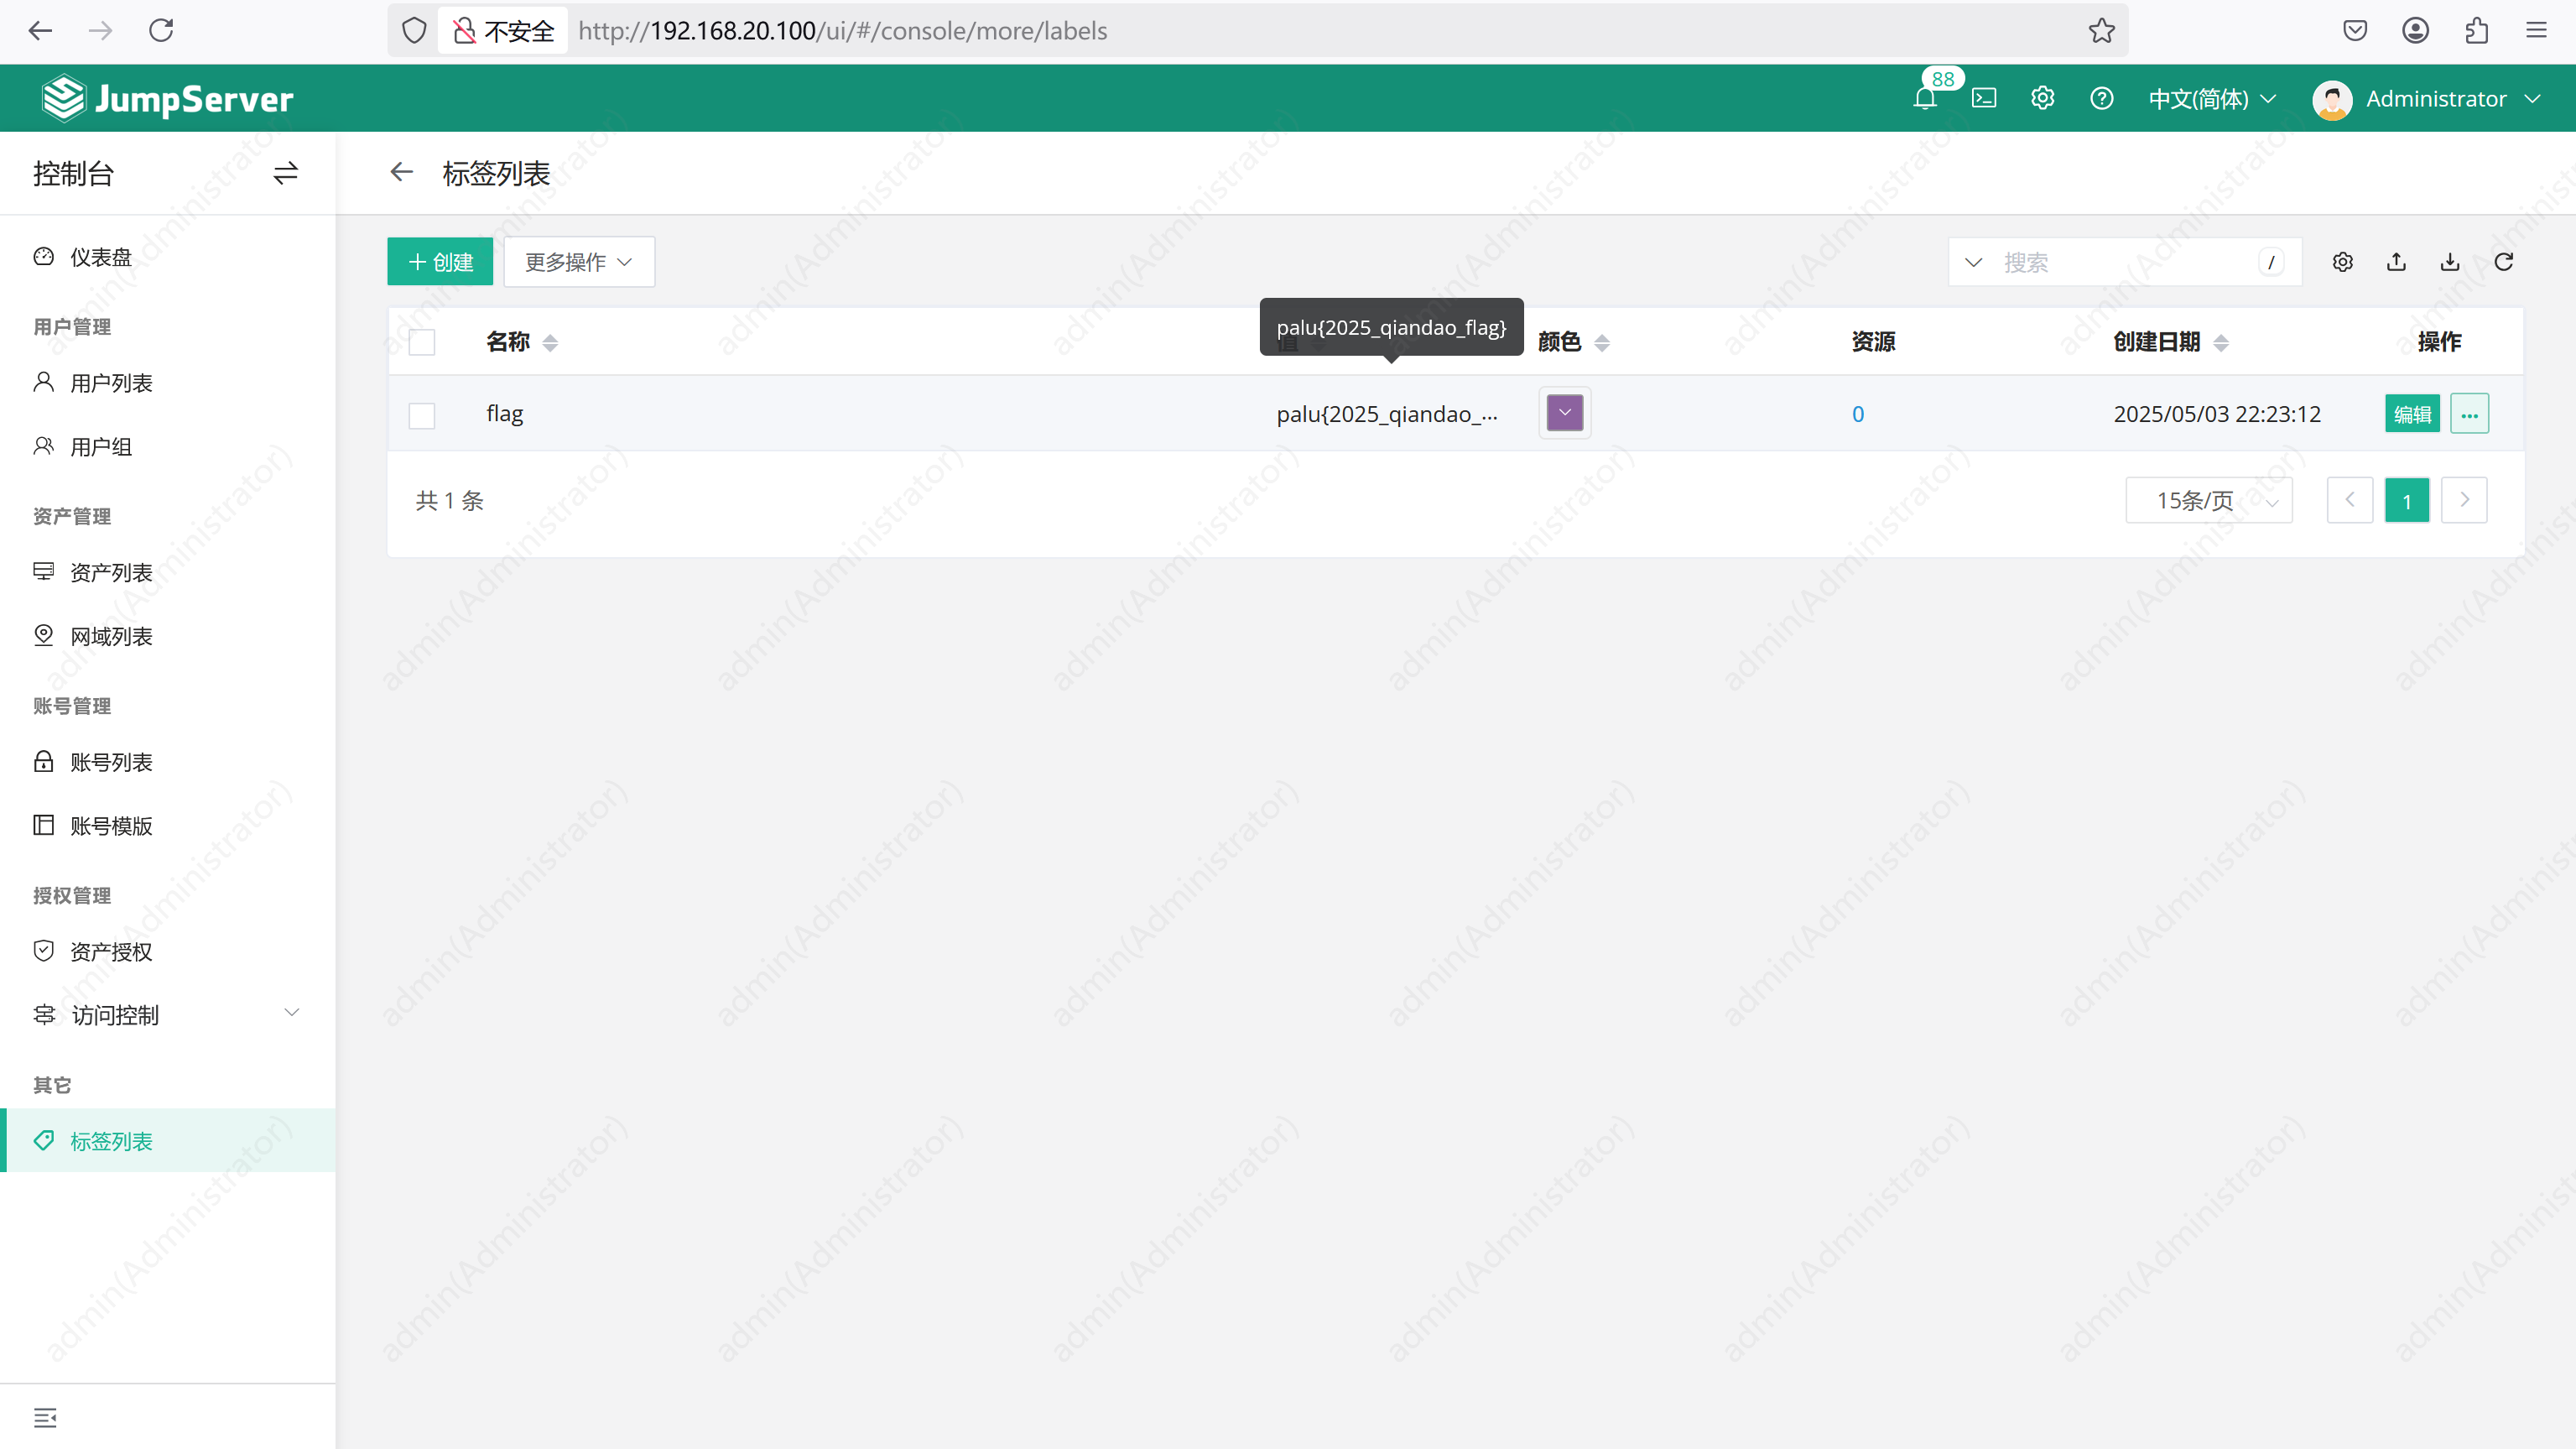 不安全 http://192.168.20.100/ui/#/console/more/labels
JumpServer
88
中文(简体)
Administrator
控制台
标签列表
仪表盘
用户管理
用户列表
用户组
资产管理
资产列表
网域列表
账号管理
账号列表
账号模版
授权管理
资产授权
访问控制
其它
标签列表
创建 更多操作
搜索 /
palu{2025_qiandao_flag}
名称 值 颜色 资源 创建日期 操作
flag palu{2025_qiandao_... 0 2025/05/03 22:23:12 编辑 ...
共 1 条
15条/页 1
admin(Administrator)